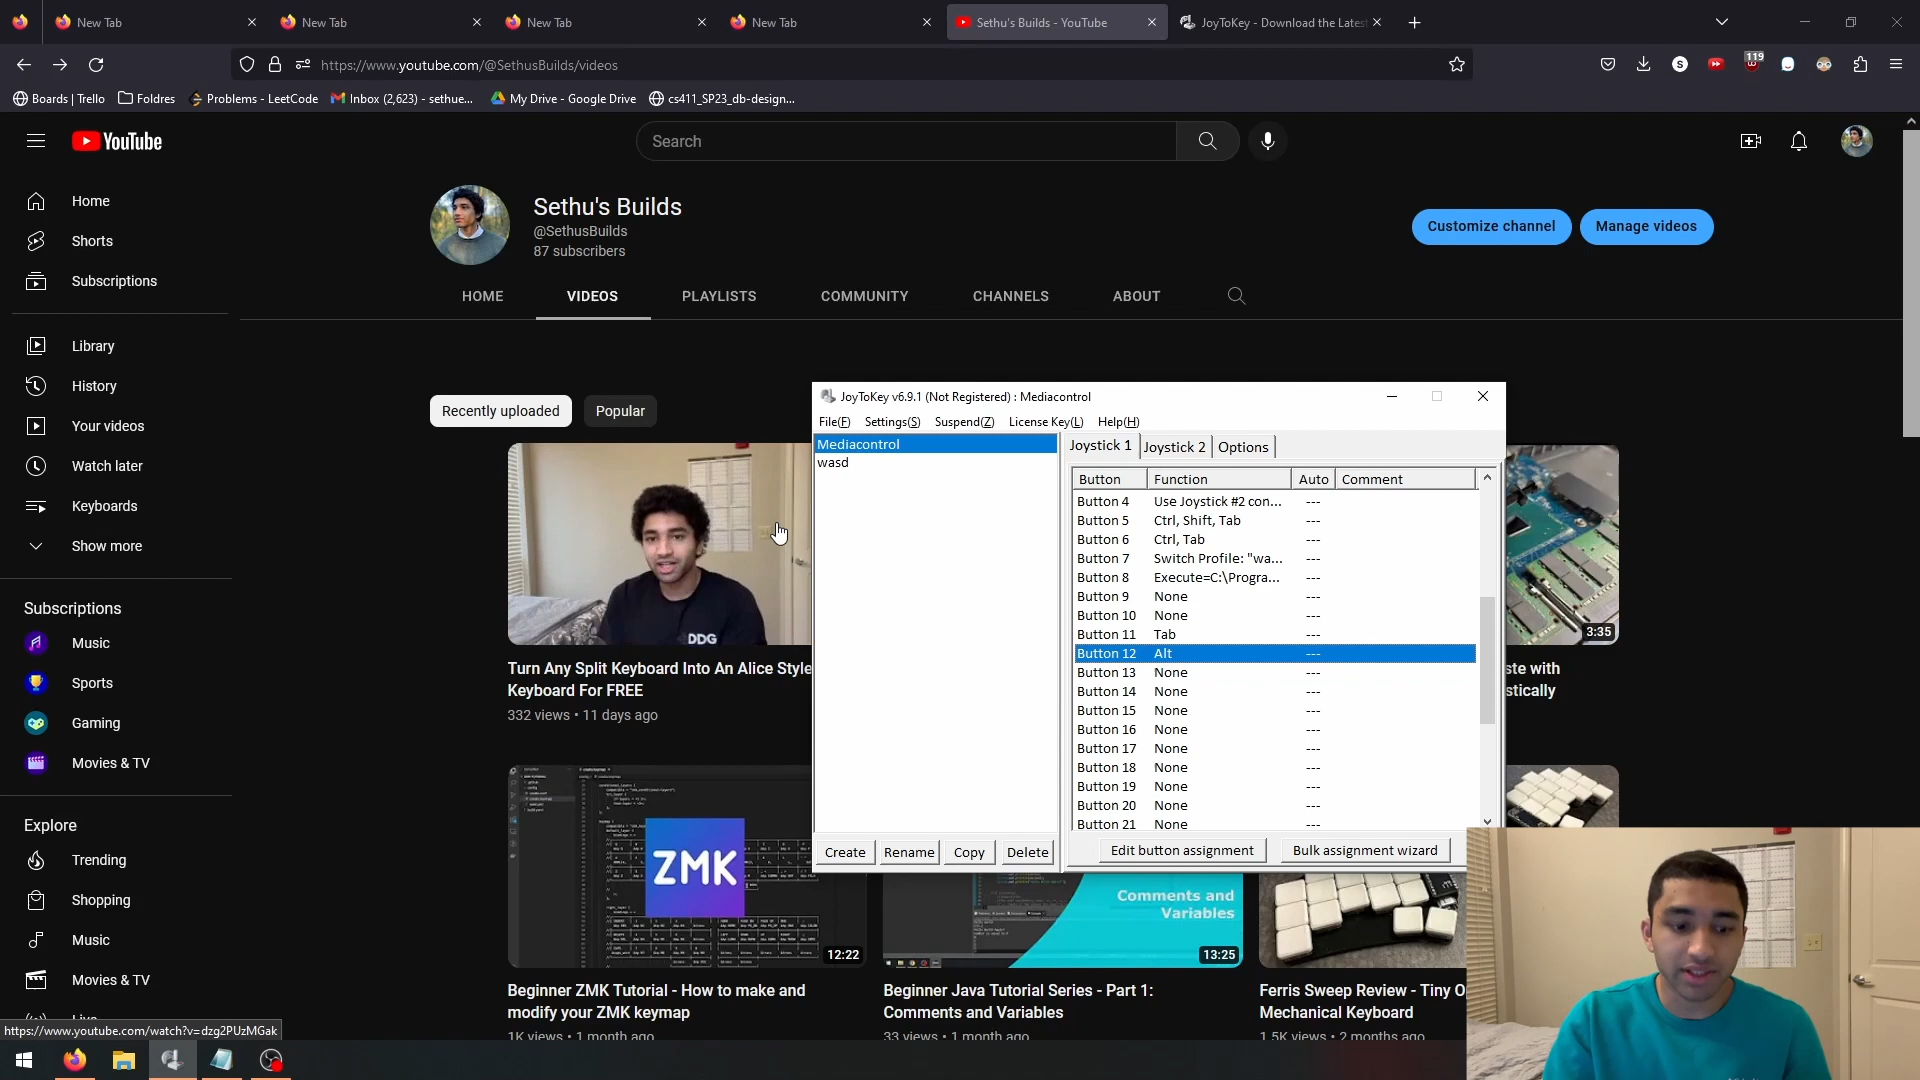 New Tab
New Tab
New Tab
New Tab
Sethu's Builds - YouTube
JoyToKey - Download the Lates
https://www.youtube.com/@SethusBuilds/videos
119
Boards | Trello
Foldres
Problems - LeetCode
Inbox (2,623) - sethue...
My Drive - Google Drive
cs411_SP23_db-design...
YouTube
Search
Home
Shorts
Subscriptions
Library
History
Your videos
Watch later
Keyboards
Show more
Subscriptions
Music
Sports
Gaming
Movies & TV
Explore
Trending
Shopping
Music
Movies & TV
Live
Sethu's Builds
@SethusBuilds
87 subscribers
Customize channel
Manage videos
HOME
VIDEOS
PLAYLISTS
COMMUNITY
CHANNELS
ABOUT
Recently uploaded
Popular
DDG
Turn Any Split Keyboard Into An Alice Style
Keyboard For FREE
332 views • 11 days ago
3:35
ste with
stically
JoyToKey v6.9.1 (Not Registered) : Mediacontrol
File(F)
Settings(S)
Suspend(Z)
License Key(L)
Help(H)
Mediacontrol
wasd
Joystick 1
Joystick 2
Options
Button Function Auto Comment
Button 4 Use Joystick #2 con... ---
Button 5 Ctrl, Shift, Tab ---
Button 6 Ctrl, Tab ---
Button 7 Switch Profile: "wa... ---
Button 8 Execute=C:\Progra... ---
Button 9 None ---
Button 10 None ---
Button 11 Tab ---
Button 12 Alt ---
Button 13 None ---
Button 14 None ---
Button 15 None ---
Button 16 None ---
Button 17 None ---
Button 18 None ---
Button 19 None ---
Button 20 None ---
Button 21 None ---
Create
Rename
Copy
Delete
Edit button assignment
Bulk assignment wizard
ZMK
12:22
Comments and
Variables
13:25
Beginner ZMK Tutorial - How to make and
modify your ZMK keymap
1K views • 1 month ago
Beginner Java Tutorial Series - Part 1:
Comments and Variables
33 views • 1 month ago
Ferris Sweep Review - Tiny O
Mechanical Keyboard
1.5K views • 2 months ago
https://www.youtube.com/watch?v=dzg2PUzMGak